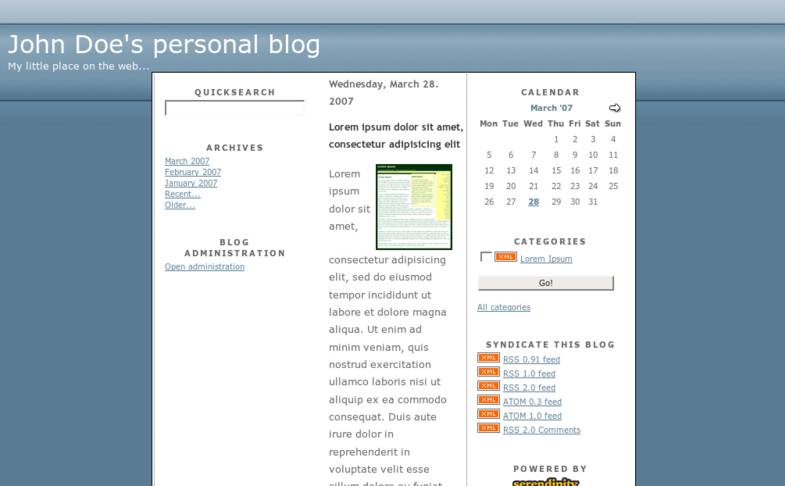 John Doe's personal blog
My little place on the web...
QUICKSEARCH
ARCHIVES
March 2007
February 2007
January 2007
Recent...
Older...
BLOG
ADMINISTRATION
Open administration
Wednesday, March 28.
2007
Lorem ipsum dolor sit amet,
consectetur adipisicing elit
Lorem
ipsum
dolor sit
amet,
consectetur adipisicing
elit, sed do eiusmod
tempor incididunt ut
labore et dolore magna
aliqua. Ut enim ad
minim veniam, quis
nostrud exercitation
ullamco laboris nisi ut
aliquip ex ea commodo
consequat. Duis aute
irure dolor in
reprehenderit in
voluptate velit esse
cillum dolore eu fugiat
CALENDAR
March '07
Mon Tue Wed Thu Fri Sat Sun
1 2 3 4
5 6 7 8 9 10 11
12 13 14 15 16 17 18
19 20 21 22 23 24 25
26 27 28 29 30 31
CATEGORIES
XML Lorem Ipsum
Go!
All categories
SYNDICATE THIS BLOG
XML RSS 0.91 feed
XML RSS 1.0 feed
XML RSS 2.0 feed
XML ATOM 0.3 feed
XML ATOM 1.0 feed
XML RSS 2.0 Comments
POWERED BY
serendipity